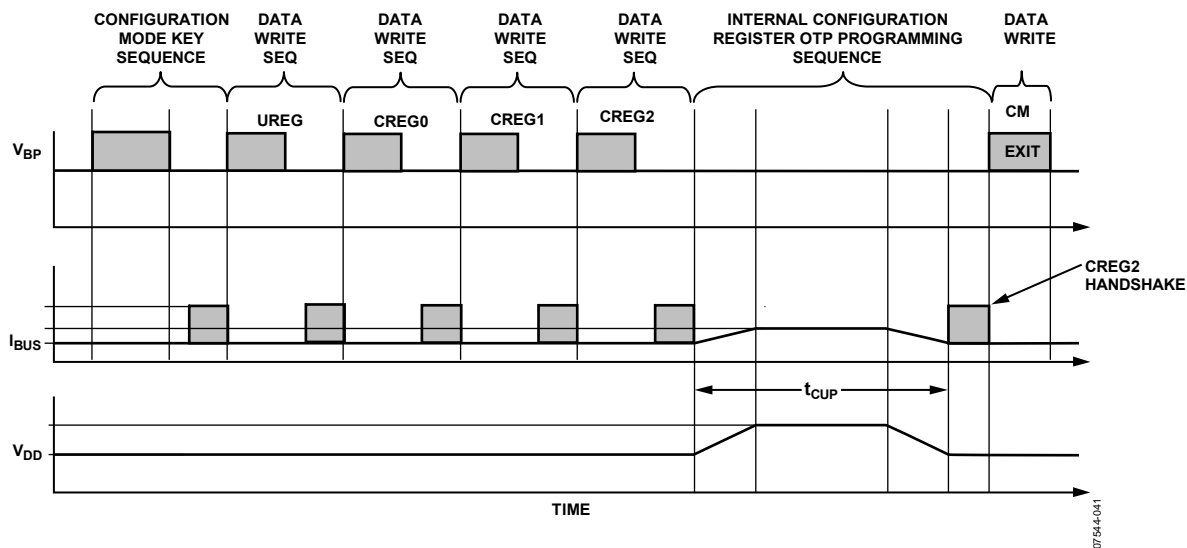 CONFIGURATION
MODE KEY
SEQUENCE
DATA
WRITE
SEQ
DATA
WRITE
SEQ
DATA
WRITE
SEQ
DATA
WRITE
SEQ
INTERNAL CONFIGURATION
REGISTER OTP PROGRAMMING
SEQUENCE
DATA
WRITE
UREG
CREG0
CREG1
CREG2
CM
EXIT
VBP
CREG2
HANDSHAKE
IBUS
tCUP
VDD
TIME
07544-041